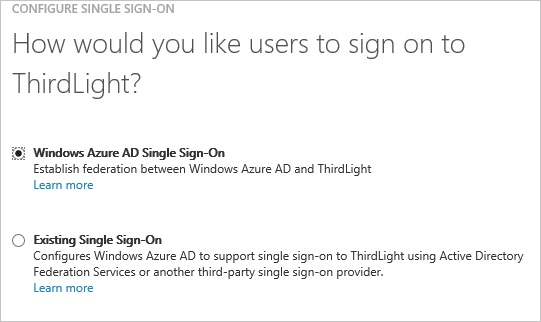 CONFIGURE SINGLE SIGN-ON
How would you like users to sign on to
ThirdLight?
Windows Azure AD Single Sign-On
Establish federation between Windows Azure AD and ThirdLight
Learn more
Existing Single Sign-On
Configures Windows Azure AD to support single sign-on to ThirdLight using Active Directory
Federation Services or another third-party single sign-on provider.
Learn more